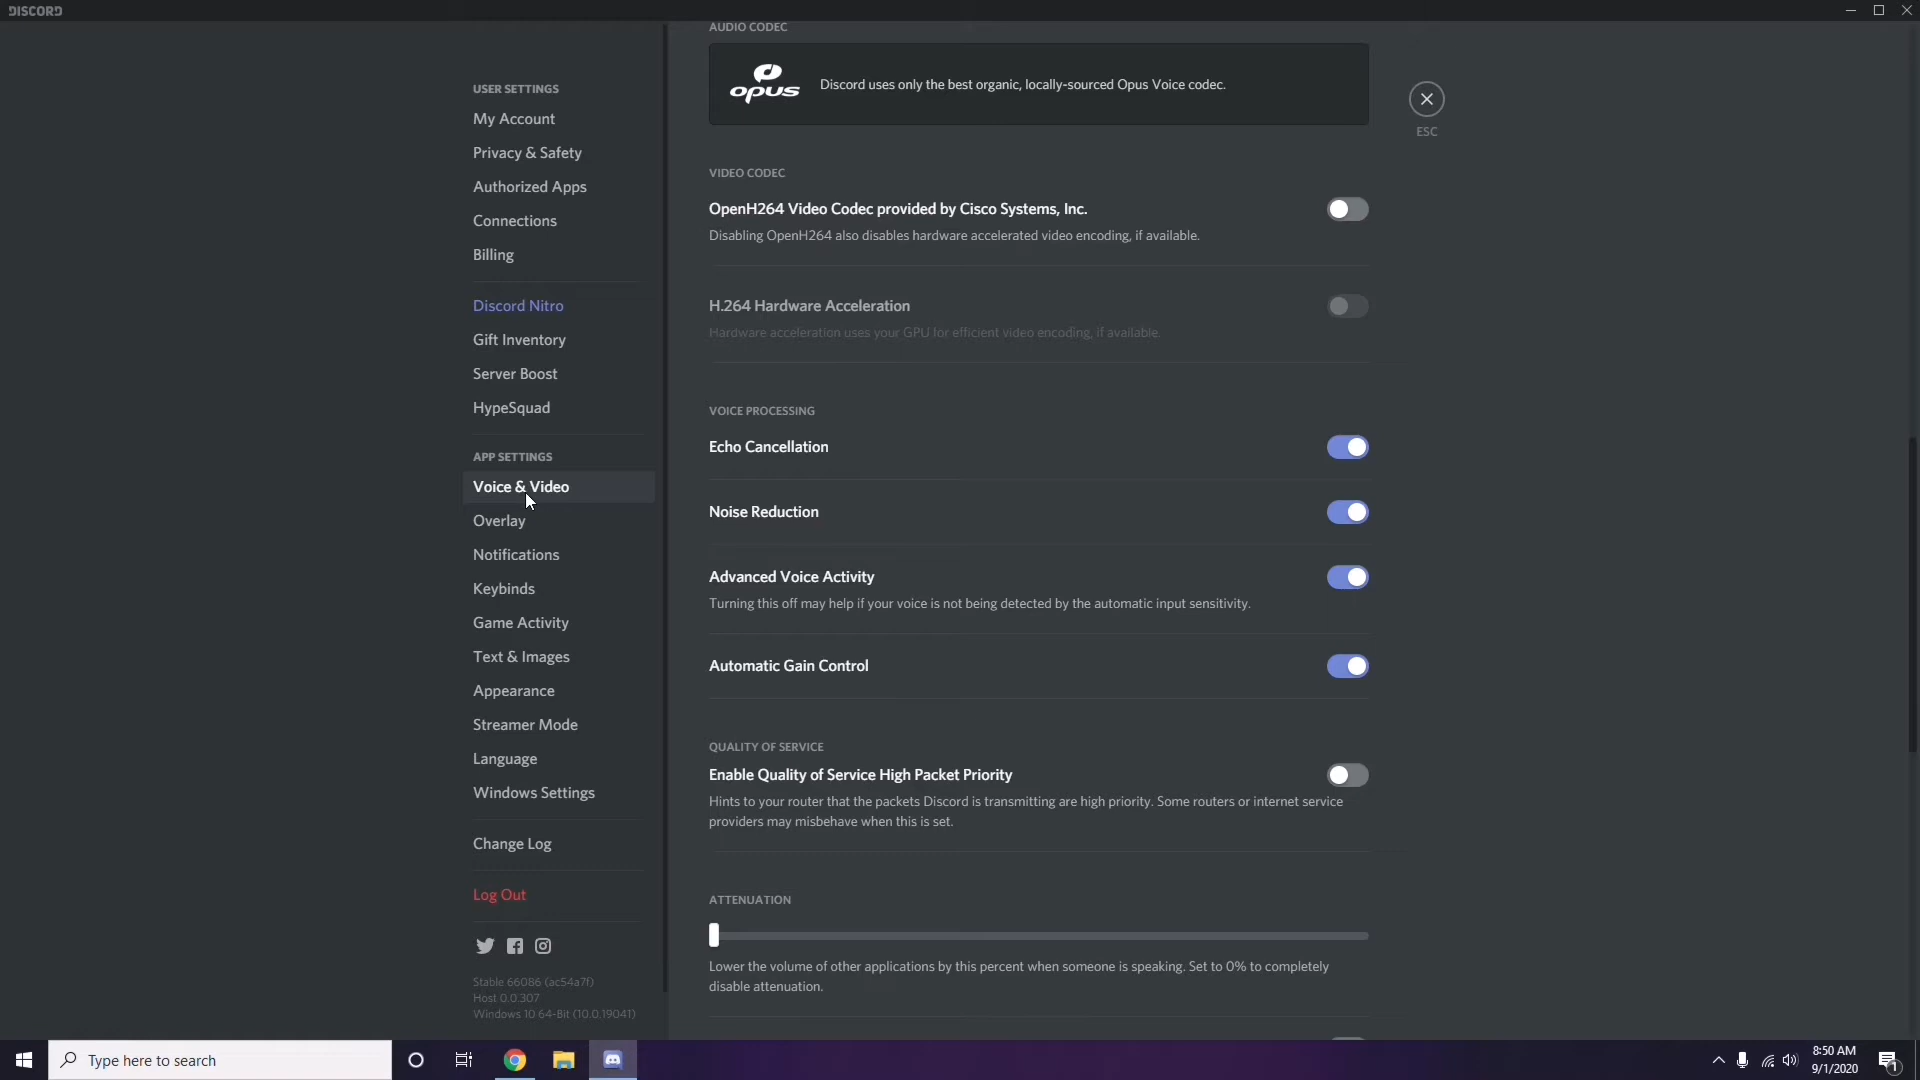 DISCORD
USER SETTINGS
My Account
Privacy & Safety
Authorized Apps
Connections
Billing
Discord Nitro
Gift Inventory
Server Boost
HypeSquad
APP SETTINGS
Voice & Video
Overlay
Notifications
Keybinds
Game Activity
Text & Images
Appearance
Streamer Mode
Language
Windows Settings
Change Log
Log Out
Stable 66086 (ac54a7f)
Host 0.0.307
Windows 10 64-Bit (10.0.19041)
AUDIO CODEC
opus
Discord uses only the best organic, locally-sourced Opus Voice codec.
ESC
VIDEO CODEC
OpenH264 Video Codec provided by Cisco Systems, Inc.
Disabling OpenH264 also disables hardware accelerated video encoding, if available.
H.264 Hardware Acceleration
Hardware acceleration uses your GPU for efficient video encoding, if available.
VOICE PROCESSING
Echo Cancellation
Noise Reduction
Advanced Voice Activity
Turning this off may help if your voice is not being detected by the automatic input sensitivity.
Automatic Gain Control
QUALITY OF SERVICE
Enable Quality of Service High Packet Priority
Hints to your router that the packets Discord is transmitting are high priority. Some routers or internet service
providers may misbehave when this is set.
ATTENUATION
Lower the volume of other applications by this percent when someone is speaking. Set to 0% to completely
disable attenuation.
Type here to search
8:50 AM
9/1/2020
1